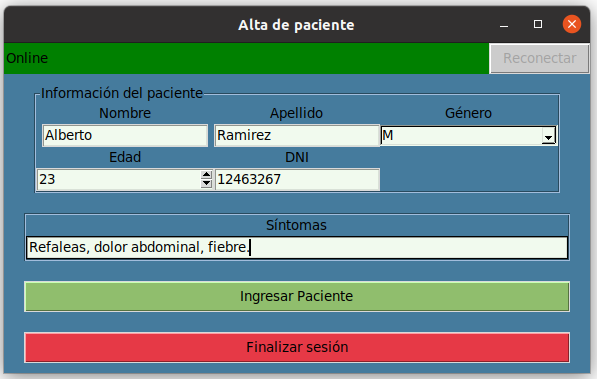 Alta de paciente
Online
Reconectar
Información del paciente
Nombre Apellido Género
Alberto Ramirez M
Edad DNI
23 12463267
Síntomas
Refaleas, dolor abdominal, fiebre.
Ingresar Paciente
Finalizar sesión